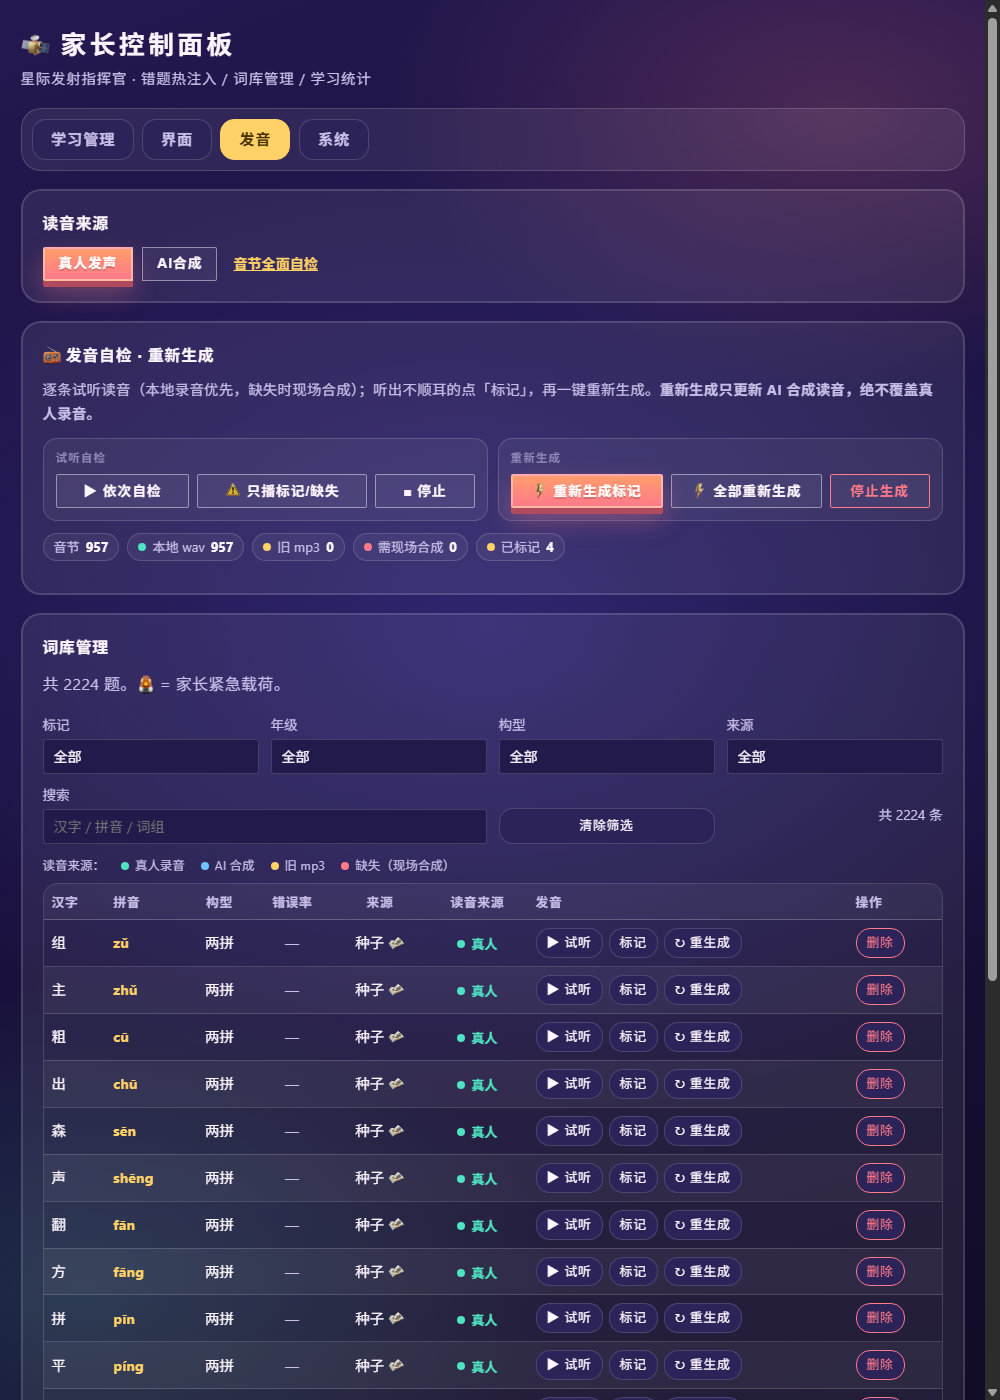 家长控制面板
星际发射指挥官 · 错题热注入 / 词库管理 / 学习统计
学习管理 界面 发音 系统
读音来源
真人发声 AI合成 音节全面自检
发音自检 · 重新生成
逐条试听读音（本地录音优先，缺失时现场合成）；听出不顺耳的点「标记」，再一键重新生成。重新生成只更新 AI 合成读音，绝不覆盖真
人录音。
试听自检 重新生成
▶ 依次自检 ⚠ 只播标记/缺失 ■ 停止 ⚡ 重新生成标记 ⚡ 全部重新生成 停止生成
音节 957 本地 wav 957 旧 mp3 0 需现场合成 0 已标记 4
词库管理
共 2224 题。 = 家长紧急载荷。
标记 年级 构型 来源
全部 全部 全部 全部
搜索
汉字 / 拼音 / 词组 清除筛选 共 2224 条
读音来源： 真人录音 AI 合成 旧 mp3 缺失（现场合成）
汉字 拼音 构型 错误率 来源 读音来源 发音 操作
组 zǔ 两拼 — 种子 真人 ▶ 试听 标记 ↻ 重生成 删除
主 zhǔ 两拼 — 种子 真人 ▶ 试听 标记 ↻ 重生成 删除
粗 cū 两拼 — 种子 真人 ▶ 试听 标记 ↻ 重生成 删除
出 chū 两拼 — 种子 真人 ▶ 试听 标记 ↻ 重生成 删除
森 sēn 两拼 — 种子 真人 ▶ 试听 标记 ↻ 重生成 删除
声 shēng 两拼 — 种子 真人 ▶ 试听 标记 ↻ 重生成 删除
翻 fān 两拼 — 种子 真人 ▶ 试听 标记 ↻ 重生成 删除
方 fāng 两拼 — 种子 真人 ▶ 试听 标记 ↻ 重生成 删除
拼 pīn 两拼 — 种子 真人 ▶ 试听 标记 ↻ 重生成 删除
平 píng 两拼 — 种子 真人 ▶ 试听 标记 ↻ 重生成 删除